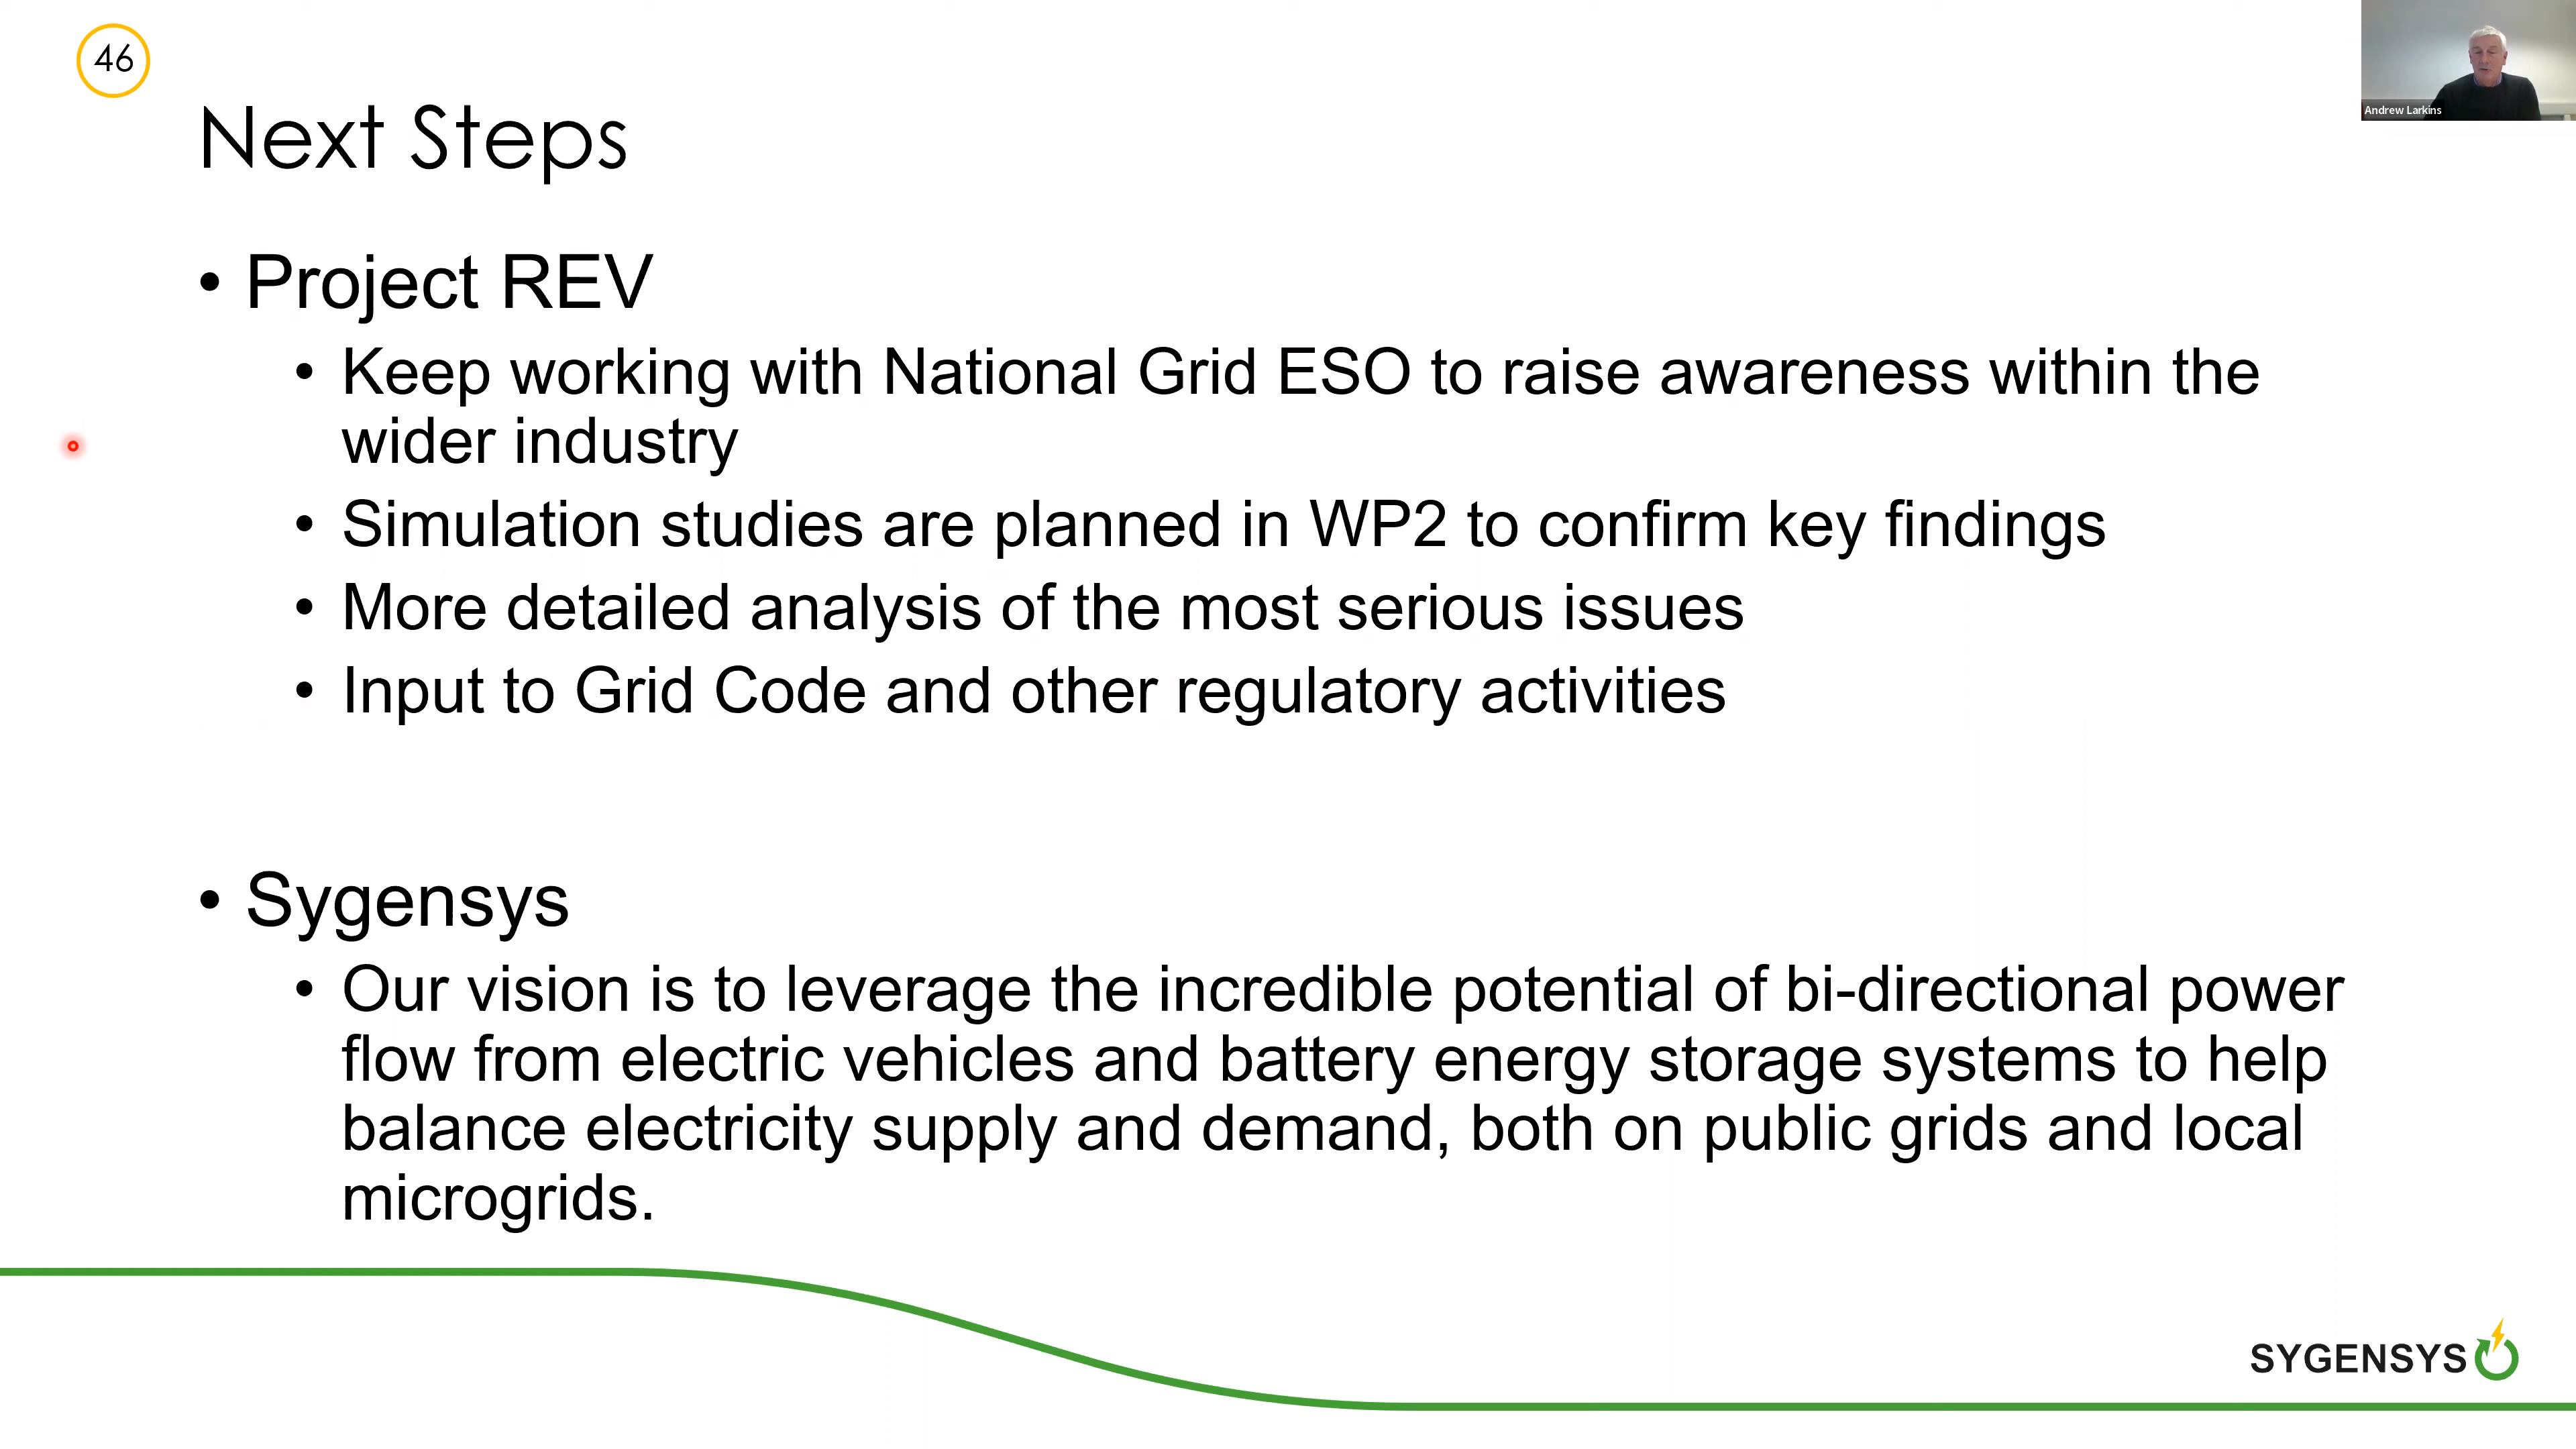 46
Andrew Larkins
Next Steps
• Project REV
• Keep working with National Grid ESO to raise awareness within the
wider industry
• Simulation studies are planned in WP2 to confirm key findings
• More detailed analysis of the most serious issues
• Input to Grid Code and other regulatory activities
• Sygensys
• Our vision is to leverage the incredible potential of bi-directional power
flow from electric vehicles and battery energy storage systems to help
balance electricity supply and demand, both on public grids and local
microgrids.
SYGENSYS